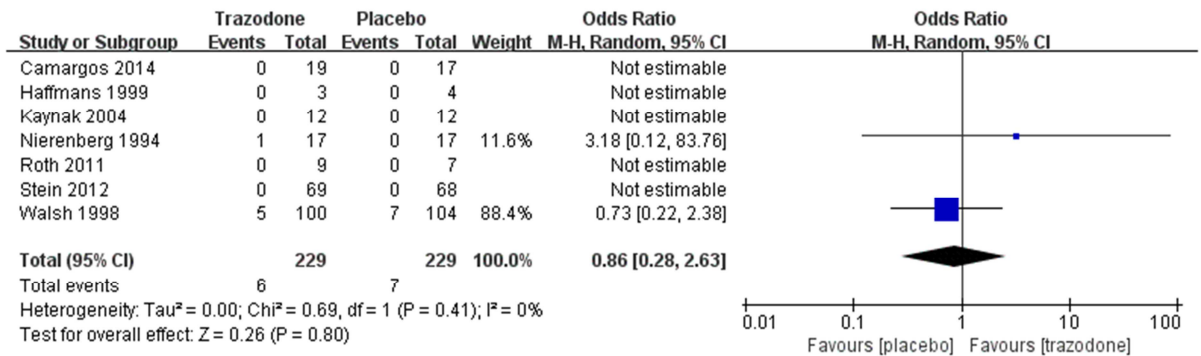 Trazodone Placebo Odds Ratio Odds Ratio
Study or Subgroup Events Total Events Total Weight M-H, Random, 95% CI M-H, Random, 95% CI
Camargos 2014 0 19 0 17 Not estimable
Haffmans 1999 0 3 0 4 Not estimable
Kaynak 2004 0 12 0 12 Not estimable
Nierenberg 1994 1 17 0 17 11.6% 3.18 [0.12, 83.76]
Roth 2011 0 9 0 7 Not estimable
Stein 2012 0 69 0 68 Not estimable
Walsh 1998 5 100 7 104 88.4% 0.73 [0.22, 2.38]
Total (95% CI) 229 229 100.0% 0.86 [0.28, 2.63]
Total events 6 7
Heterogeneity: Tau² = 0.00; Chi² = 0.69, df = 1 (P = 0.41); I² = 0%
Test for overall effect: Z = 0.26 (P = 0.80)
0.01 0.1 1 10 100
Favours [placebo] Favours [trazodone]